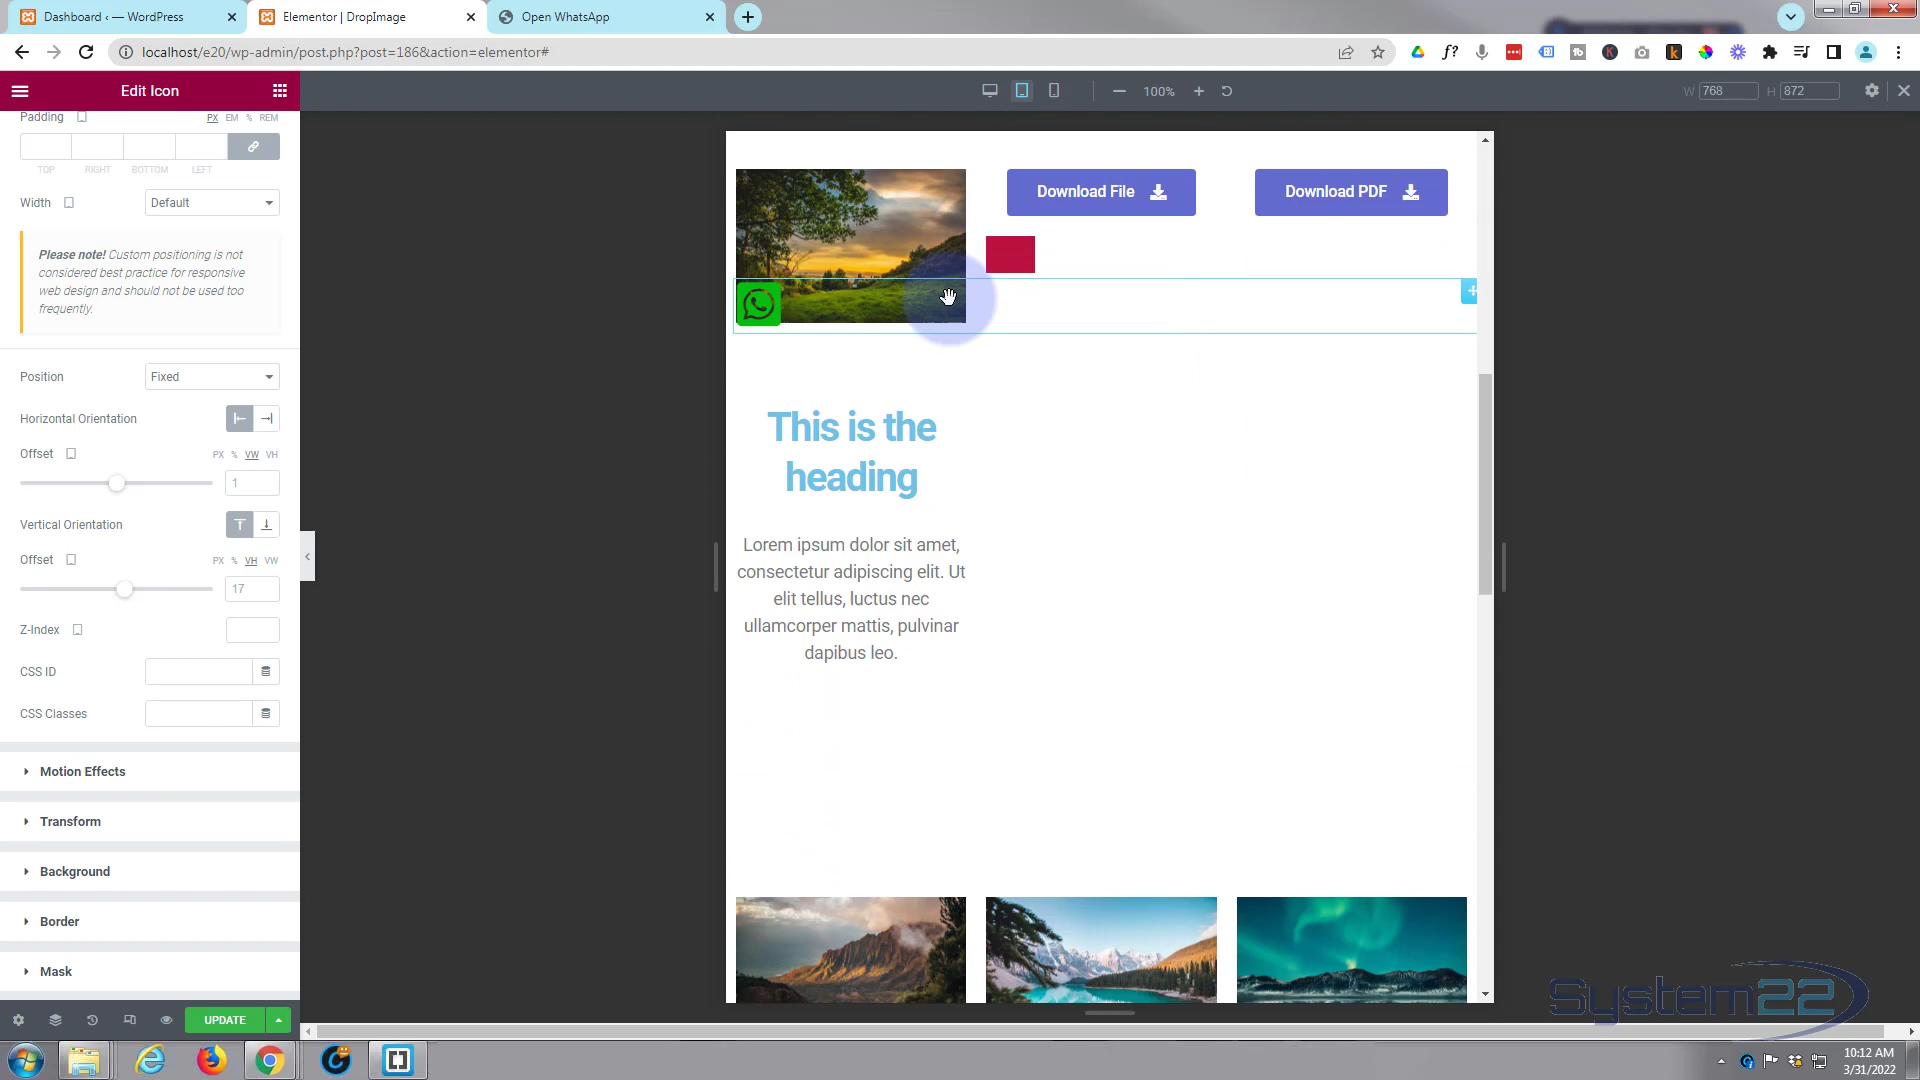 Dashboard ‹ — WordPress
Elementor | DropImage
Open WhatsApp
localhost/e20/wp-admin/post.php?post=186&action=elementor#
Edit Icon
100%
W 768 H 872
Padding PX EM % REM
TOP RIGHT BOTTOM LEFT
Width Default
Please note! Custom positioning is not
considered best practice for responsive
web design and should not be used too
frequently.
Position Fixed
Horizontal Orientation
Offset PX % VW VH
1
Vertical Orientation
Offset PX % VH VW
17
Z-Index
CSS ID
CSS Classes
Motion Effects
Transform
Background
Border
Mask
UPDATE
Download File
Download PDF
This is the
heading
Lorem ipsum dolor sit amet,
consectetur adipiscing elit. Ut
elit tellus, luctus nec
ullamcorper mattis, pulvinar
dapibus leo.
System22
10:12 AM
3/31/2022